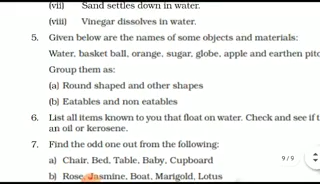 (vii) Sand settles down in water.
(viii) Vinegar dissolves in water.
5. Given below are the names of some objects and materials:
Water, basket ball, orange, sugar, globe, apple and earthen
Group them as:
(a) Round shaped and other shapes
(b) Eatables and non eatables
6. List all items known to you that float on water. Check and see if
an oil or kerosene.
7. Find the odd one out from the following:
a) Chair, Bed, Table, Baby, Cupboard
9 / 9
b) Rose, Jasmine, Boat, Marigold, Lotus